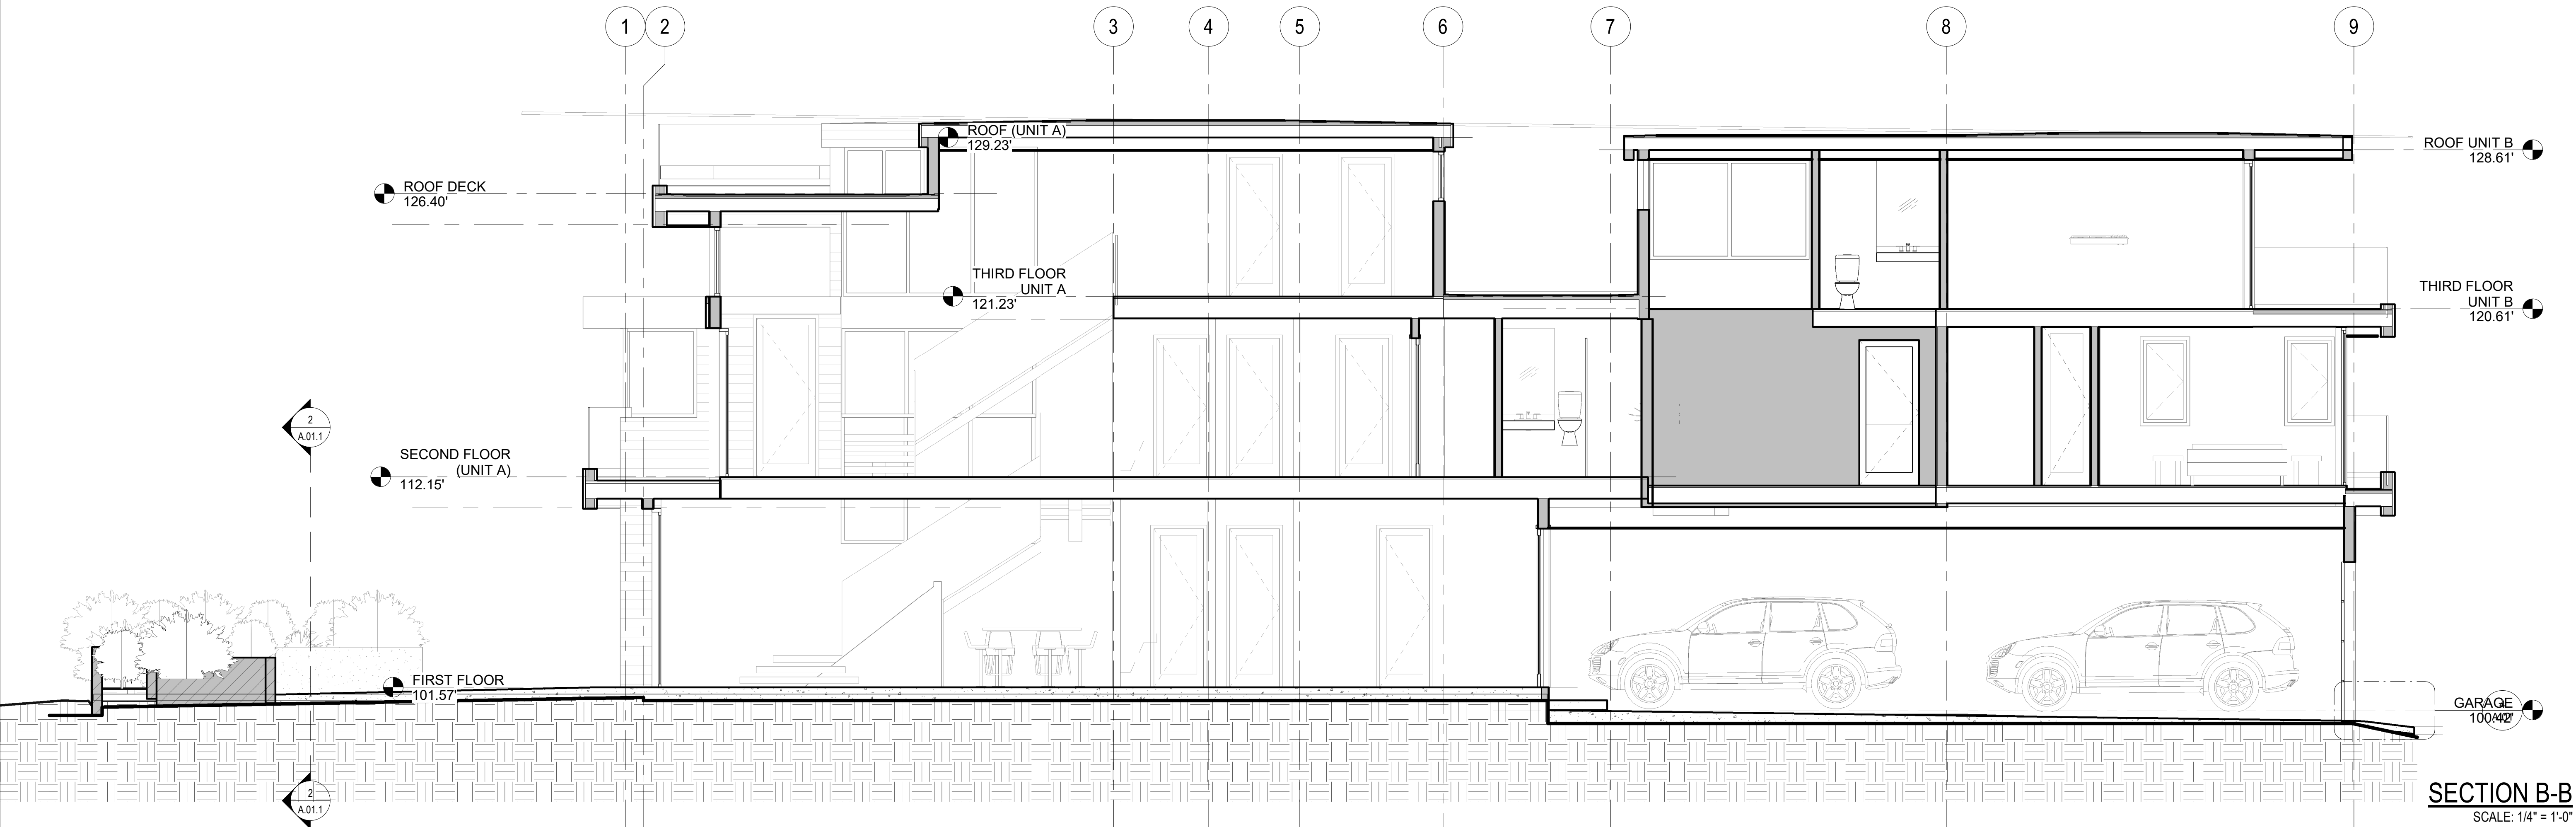 1 2 3 4 5 6 7 8 9
ROOF (UNIT A)
129.23'
ROOF UNIT B
128.61'
ROOF DECK
126.40'
THIRD FLOOR
UNIT A
121.23'
THIRD FLOOR
UNIT B
120.61'
2
A.01.1
SECOND FLOOR
(UNIT A)
112.15'
FIRST FLOOR
101.57'
GARAGE
100.42'
2
A.01.1
SECTION B-B
SCALE: 1/4" = 1'-0"